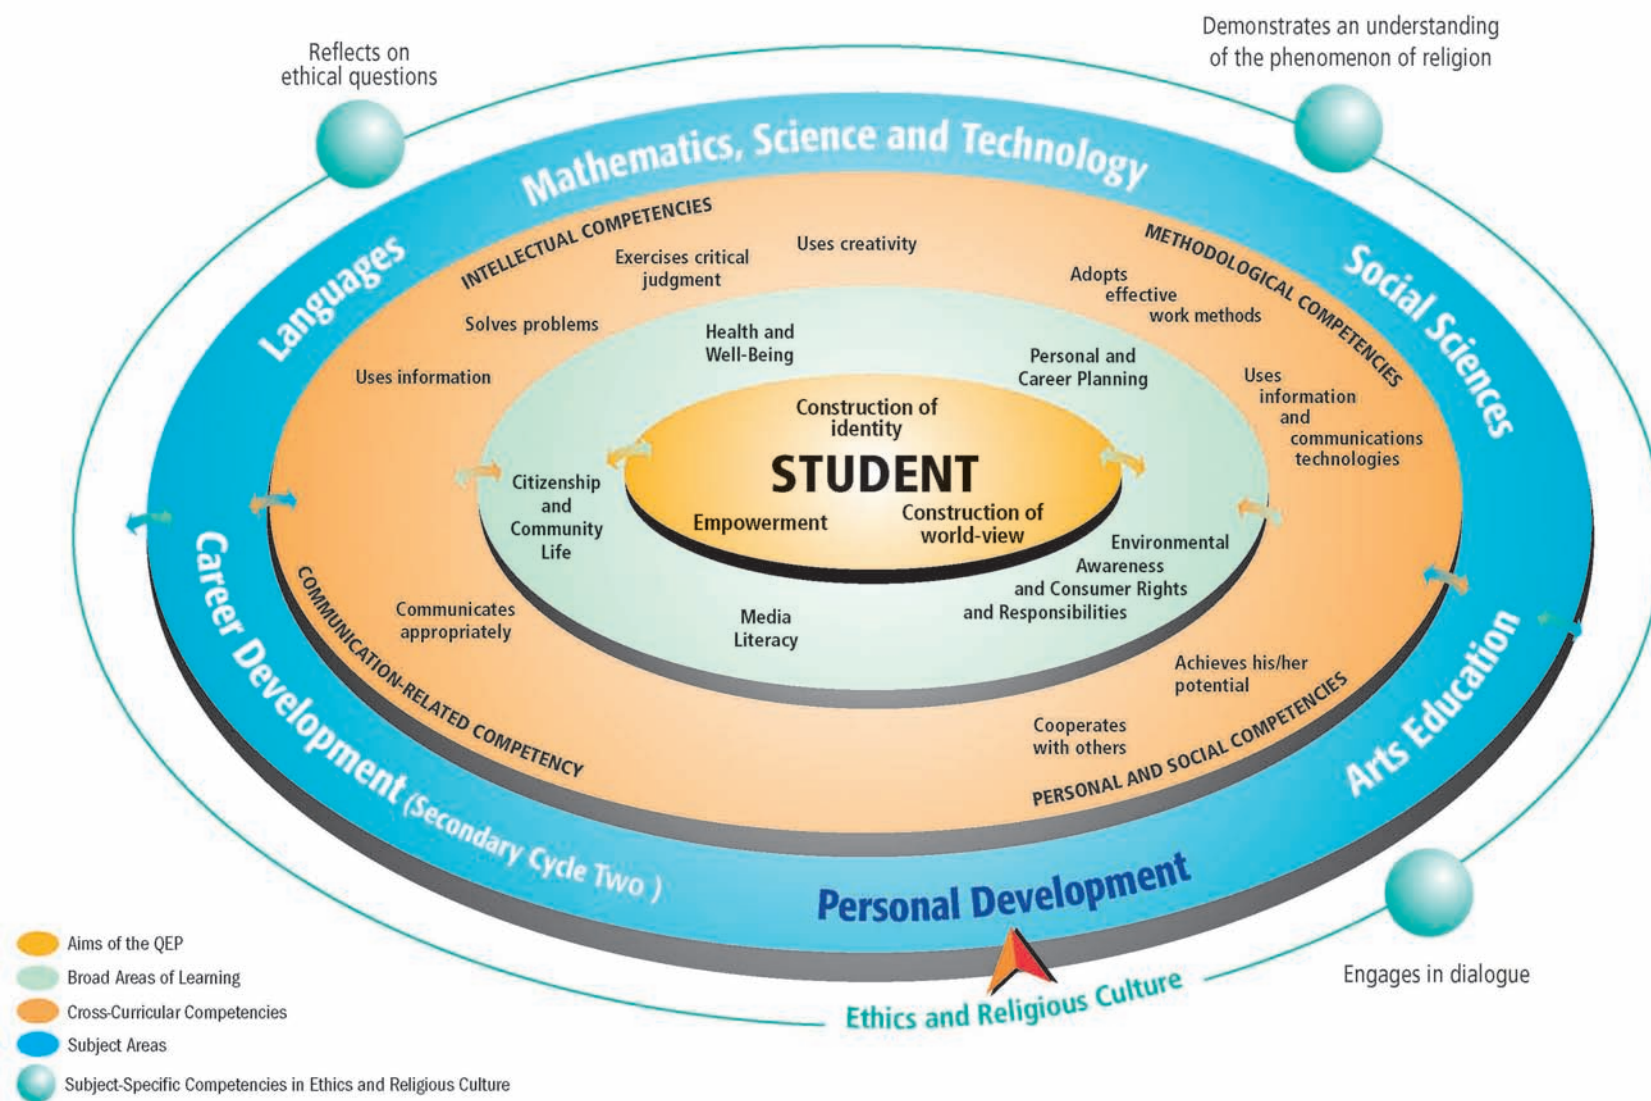 Reflects on
ethical questions
Demonstrates an understanding
of the phenomenon of religion
Mathematics, Science and Technology
Languages
Social Sciences
INTELLECTUAL COMPETENCIES
METHODOLOGICAL COMPETENCIES
Uses creativity
Exercises critical
judgment
Solves problems
Uses information
Adopts
effective
work methods
Uses
information
and
communications
technologies
Health and
Well-Being
Personal and
Career Planning
Construction of
identity
STUDENT
Empowerment
Construction of
world-view
Citizenship
and
Community
Life
Environmental
Awareness
and Consumer Rights
and Responsibilities
Media
Literacy
Communicates
appropriately
COMMUNICATION-RELATED COMPETENCY
Achieves his/her
potential
Cooperates
with others
PERSONAL AND SOCIAL COMPETENCIES
Career Development (Secondary Cycle Two )
Arts Education
Personal Development
Ethics and Religious Culture
Engages in dialogue
Aims of the QEP
Broad Areas of Learning
Cross-Curricular Competencies
Subject Areas
Subject-Specific Competencies in Ethics and Religious Culture